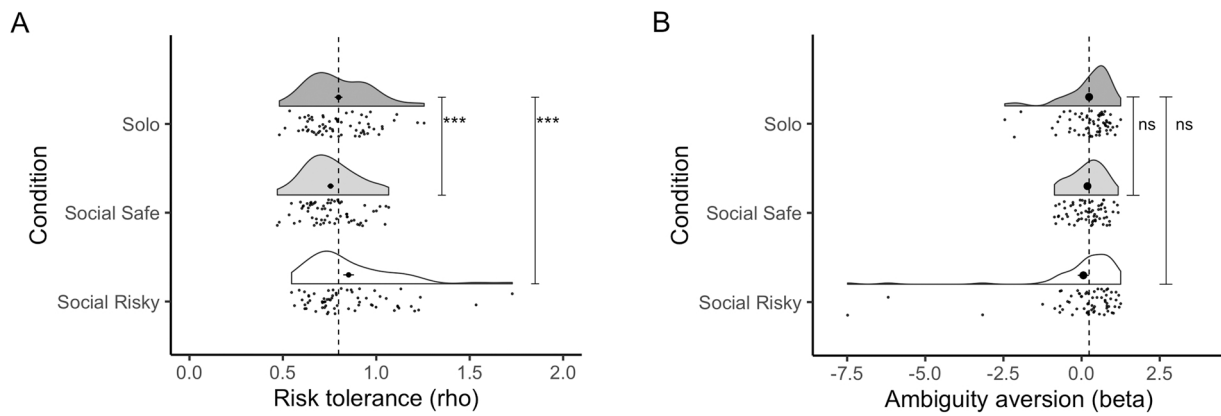 A
Condition
Solo
Social Safe
Social Risky
***
***
0.0 0.5 1.0 1.5 2.0
Risk tolerance (rho)
B
Condition
Solo
Social Safe
Social Risky
ns
ns
-7.5 -5.0 -2.5 0.0 2.5
Ambiguity aversion (beta)